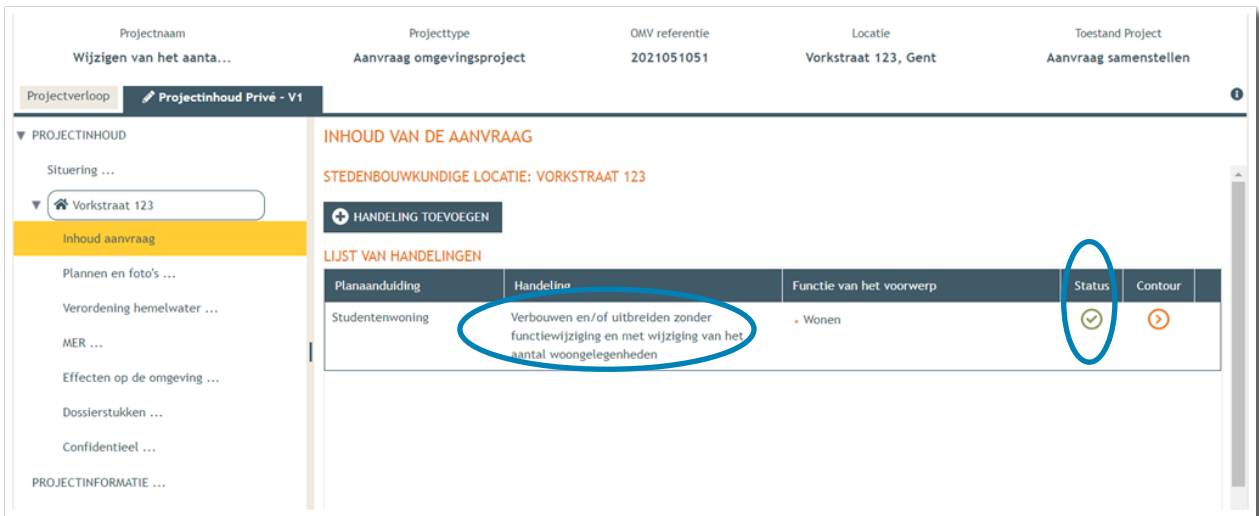 Projectnaam Projecttype OMV referentie Locatie Toestand Project
Wijzigen van het aanta... Aanvraag omgevingsproject 2021051051 Vorkstraat 123, Gent Aanvraag samenstellen
Projectverloop Projectinhoud Privé - V1
PROJECTINHOUD
Situering ...
Vorkstraat 123
Inhoud aanvraag
Plannen en foto's ...
Verordening hemelwater ...
MER ...
Effecten op de omgeving ...
Dossierstukken ...
Confidentieel ...
PROJECTINFORMATIE ...
INHOUD VAN DE AANVRAAG
STEDENBOUWKUNDIGE LOCATIE: VORKSTRAAT 123
HANDELING TOEVOEGEN
LIJST VAN HANDELINGEN
Planaanduiding Handeling Functie van het voorwerp Status Contour
Studentenwoning Verbouwen en/of uitbreiden zonder • Wonen
functiewijziging en met wijziging van het
aantal woongelegenheden